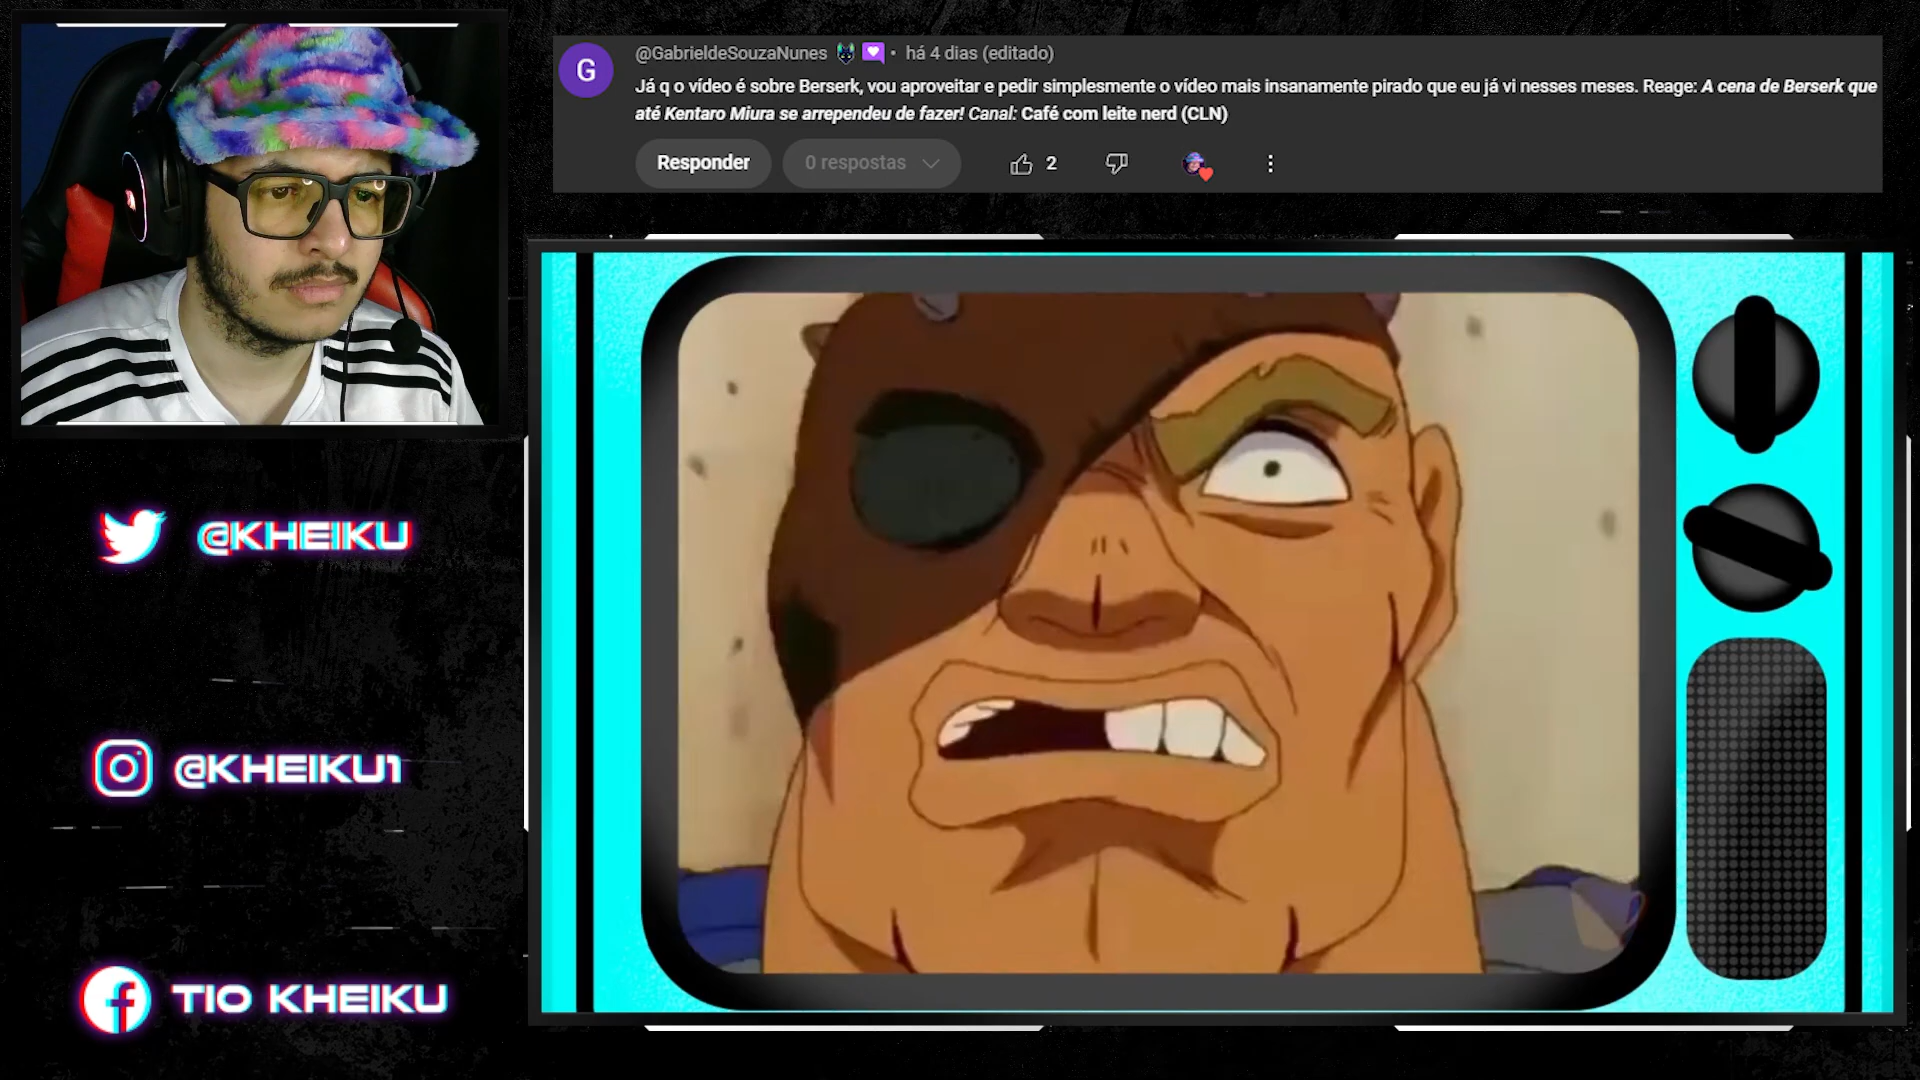 G
@GabrieldeSouzaNunes • há 4 dias (editado)
Já q o vídeo é sobre Berserk, vou aproveitar e pedir simplesmente o vídeo mais insanamente pirado que eu já vi nesses meses. Reage: A cena de Berserk que
até Kentaro Miura se arrependeu de fazer! Canal: Café com leite nerd (CLN)
Responder
0 respostas
2
@KHEIKU
@KHEIKU1
TIO KHEIKU